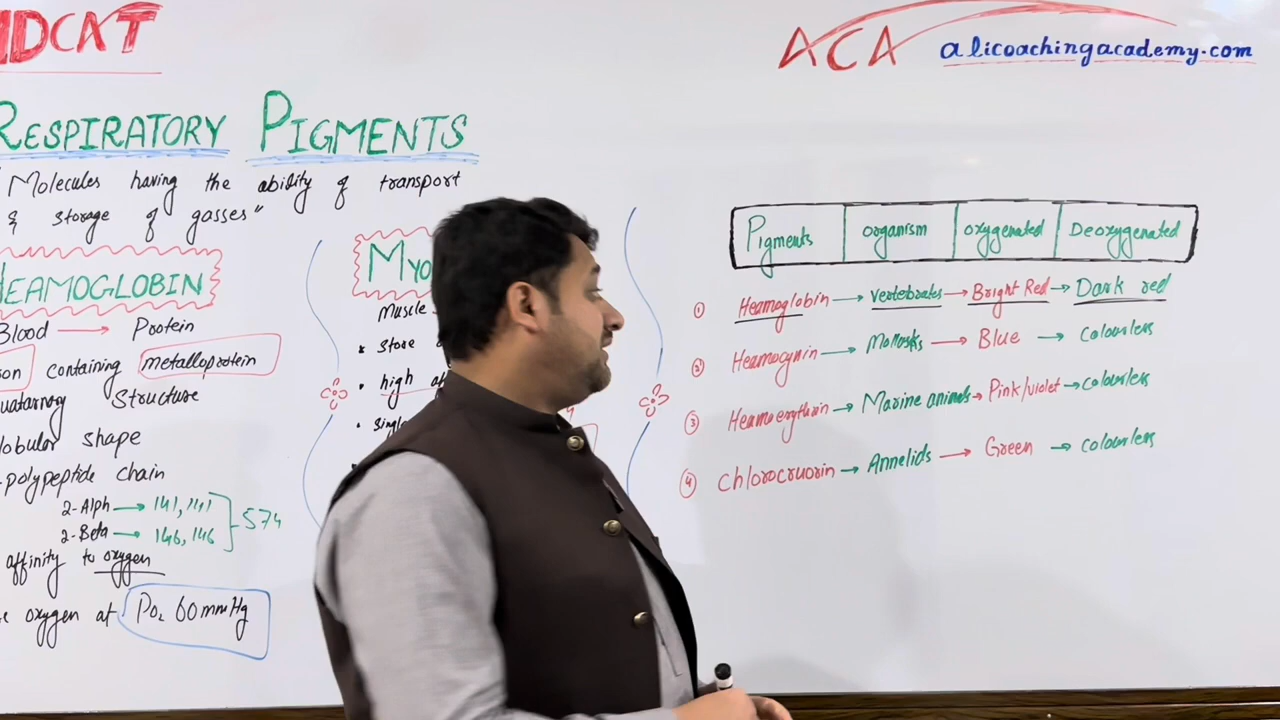 MDCAT
ACA alicoachingacademy.com
RESPIRATORY PIGMENTS
"Molecules having the ability of transport
& storage of gasses"
HEAMOGLOBIN
Blood → Protein
containing metalloprotein
Structure
shape
polypeptide chain
2-Alph → 141, 141
2-Beta → 146, 146
574
affinity to oxygen
oxygen at Po₂ 60mmHg
Myo
Muscle
• Store
• high
• Single
Pigments organism oxygenated Deoxygenated
① Heamoglobin → vertebrates → Bright Red → Dark red
② Heamocynin → Mollusks → Blue → Colourless
③ Heamoerythrin → Marine animals → Pink/violet → colourless
④ Chlorocruorin → Annelids → Green → colourless